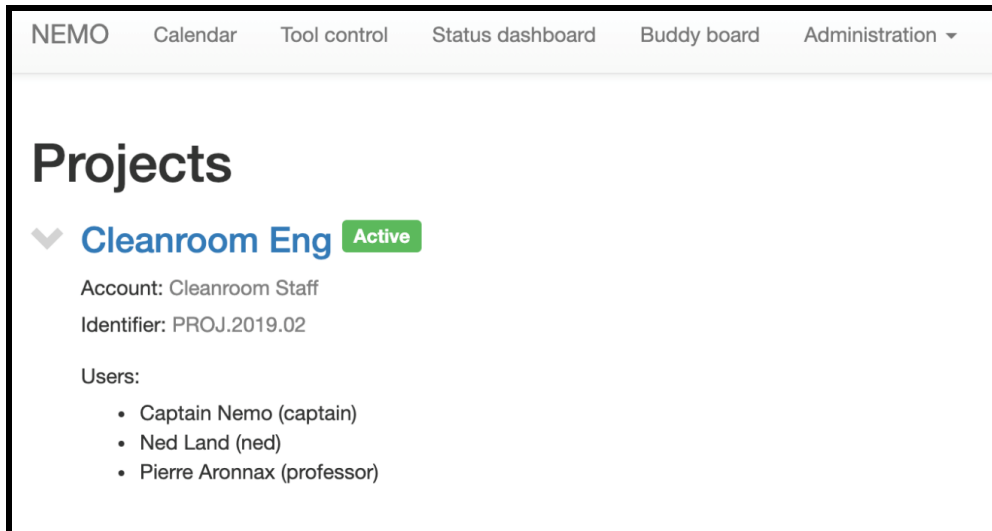 NEMO Calendar Tool control Status dashboard Buddy board Administration
Projects
Cleanroom Eng Active
Account: Cleanroom Staff
Identifier: PROJ.2019.02
Users:
• Captain Nemo (captain)
• Ned Land (ned)
• Pierre Aronnax (professor)